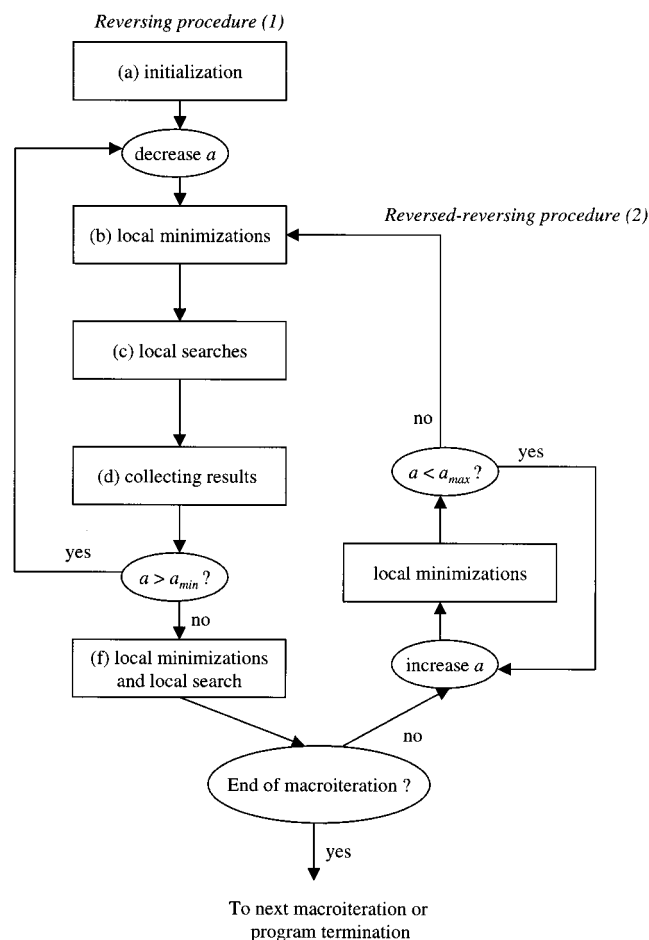 Reversing procedure (1)
(a) initialization
decrease a
(b) local minimizations
Reversed-reversing procedure (2)
(c) local searches
no
yes
(d) collecting results
a < a_max ?
yes
a > a_min ?
local minimizations
no
(f) local minimizations
and local search
increase a
no
End of macroiteration ?
yes
To next macroiteration or
program termination